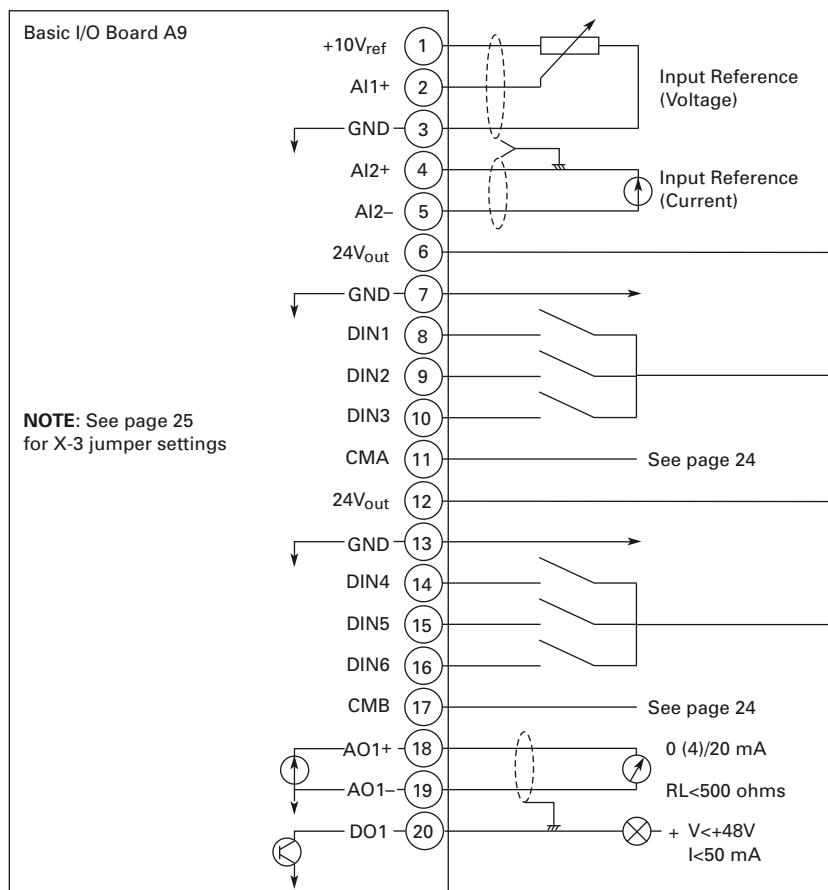 Basic I/O Board A9
+10Vref 1
AI1+ 2
Input Reference
(Voltage)
GND 3
AI2+ 4
Input Reference
(Current)
AI2– 5
24Vout 6
GND 7
DIN1 8
DIN2 9
DIN3 10
NOTE: See page 25
for X-3 jumper settings
CMA 11 See page 24
24Vout 12
GND 13
DIN4 14
DIN5 15
DIN6 16
CMB 17 See page 24
AO1+ 18 0 (4)/20 mA
AO1– 19 RL<500 ohms
DO1 20 + V<+48V
I<50 mA